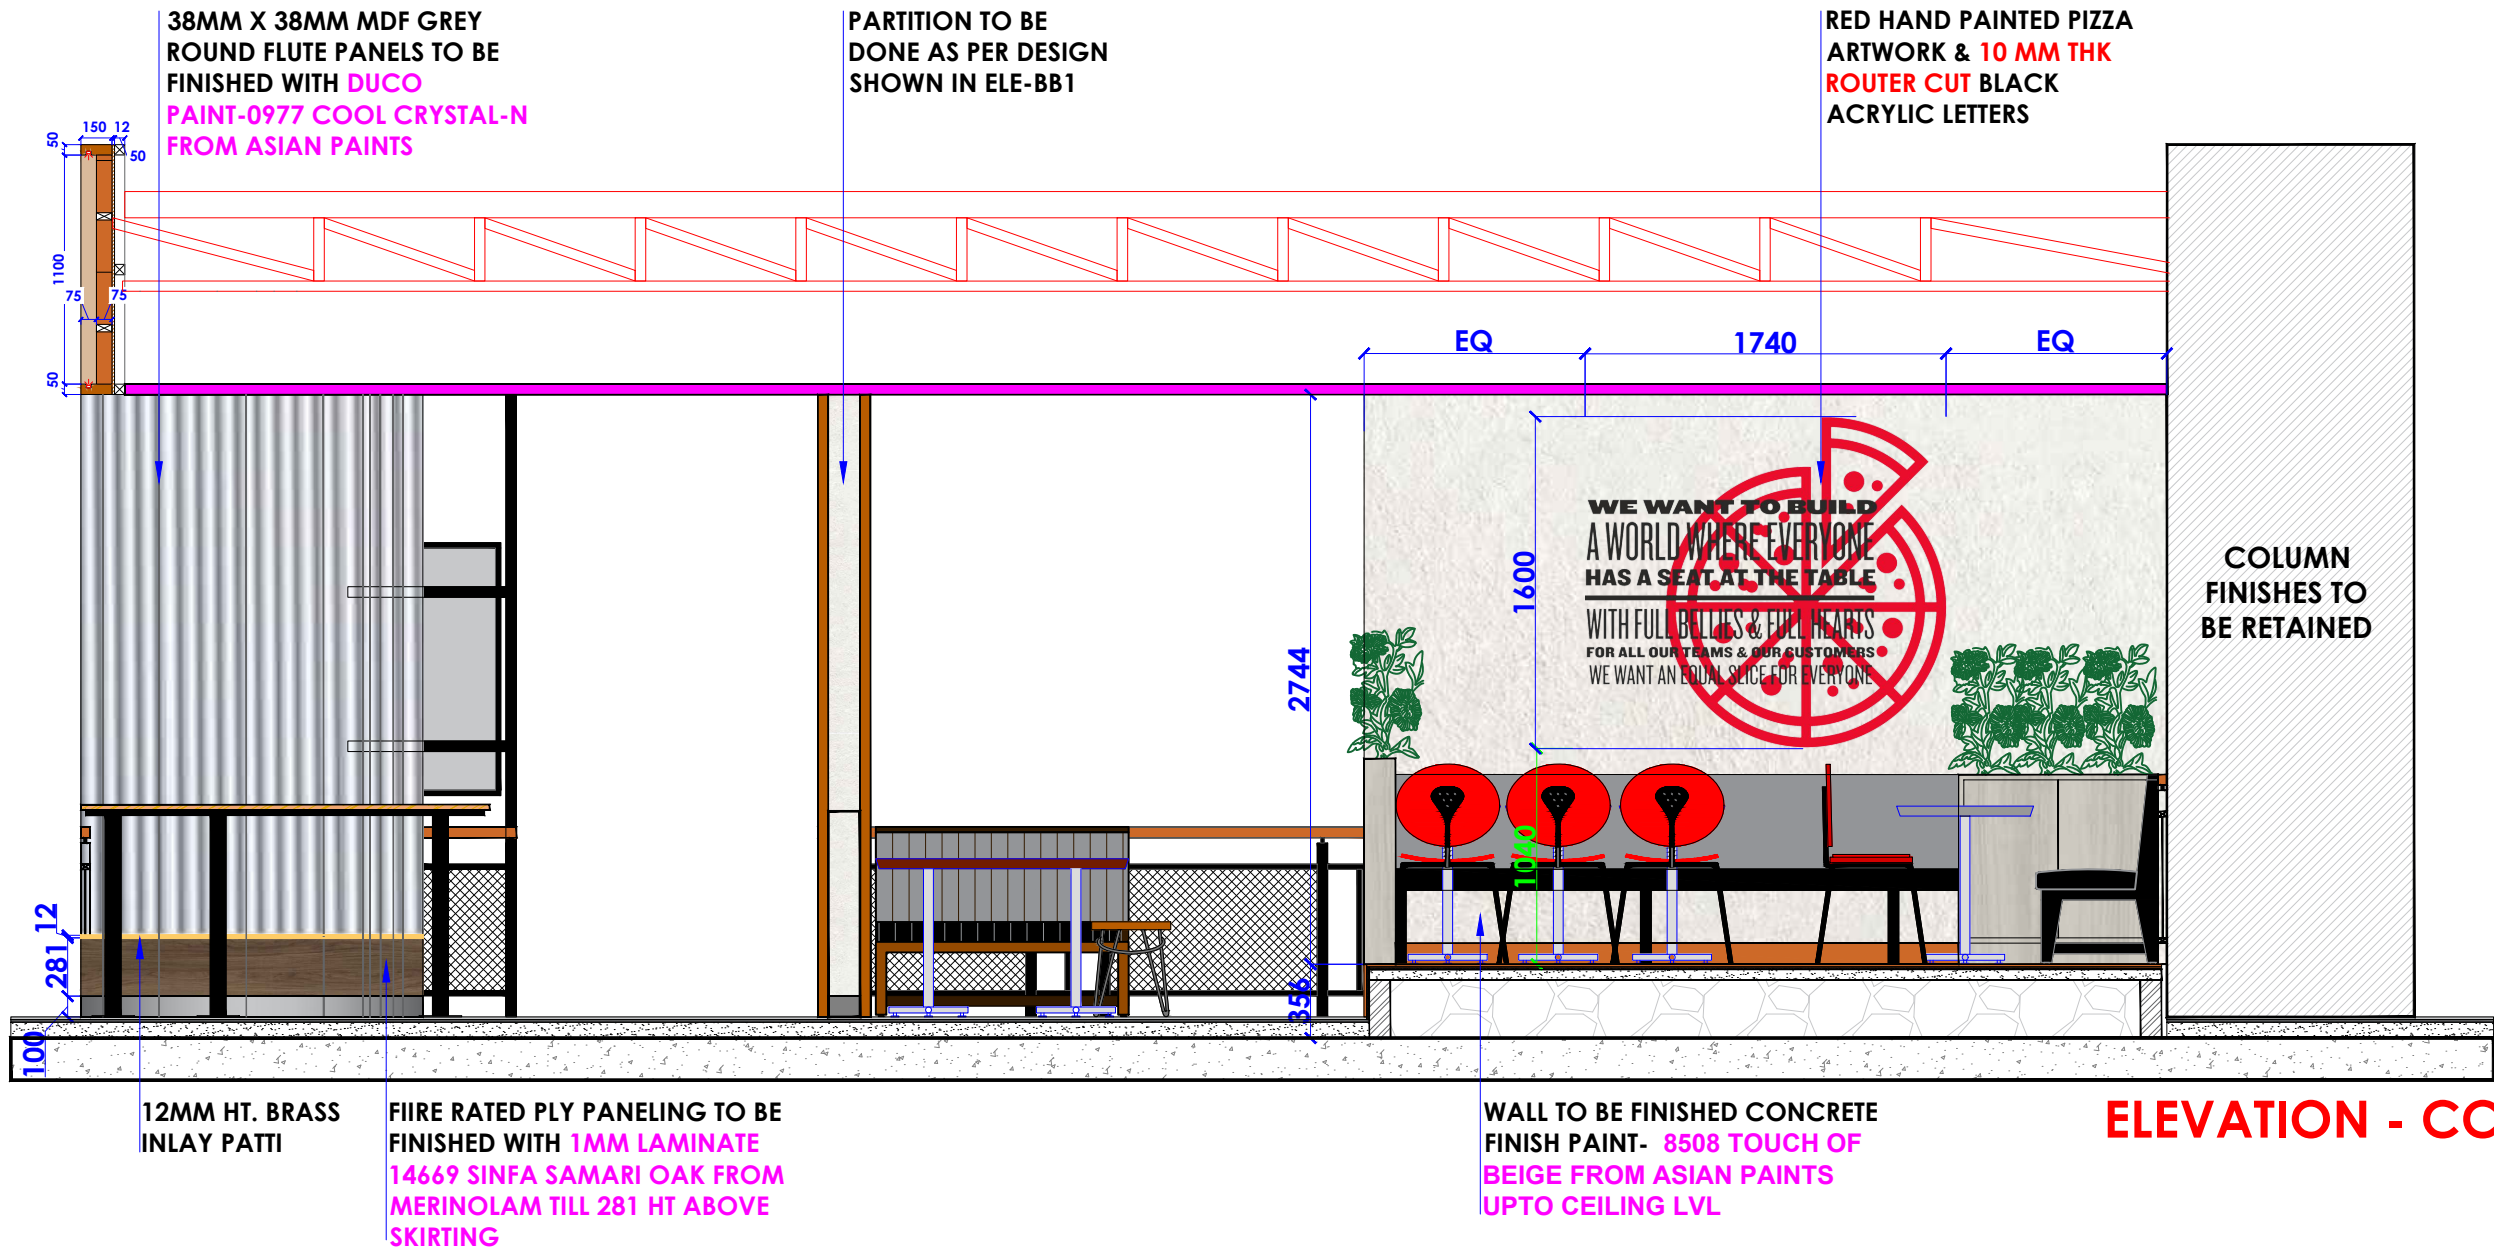 38MM X 38MM MDF GREY
ROUND FLUTE PANELS TO BE
FINISHED WITH DUCO
PAINT-0977 COOL CRYSTAL-N
FROM ASIAN PAINTS
PARTITION TO BE
DONE AS PER DESIGN
SHOWN IN ELE-BB1
RED HAND PAINTED PIZZA
ARTWORK & 10 MM THK
ROUTER CUT BLACK
ACRYLIC LETTERS
50
150 12
50
1100
75
75
50
EQ
1740
EQ
1600
2744
1040
356
WE WANT TO BUILD
A WORLD WHERE EVERYONE
HAS A SEAT AT THE TABLE
WITH FULL BELLIES & FULL HEARTS
FOR ALL OUR TEAMS & OUR CUSTOMERS
WE WANT AN EQUAL SLICE FOR EVERYONE
COLUMN
FINISHES TO
BE RETAINED
12
281
100
12MM HT. BRASS
INLAY PATTI
FIIRE RATED PLY PANELING TO BE
FINISHED WITH 1MM LAMINATE
14669 SINFA SAMARI OAK FROM
MERINOLAM TILL 281 HT ABOVE
SKIRTING
WALL TO BE FINISHED CONCRETE
FINISH PAINT- 8508 TOUCH OF
BEIGE FROM ASIAN PAINTS
UPTO CEILING LVL
ELEVATION - CC